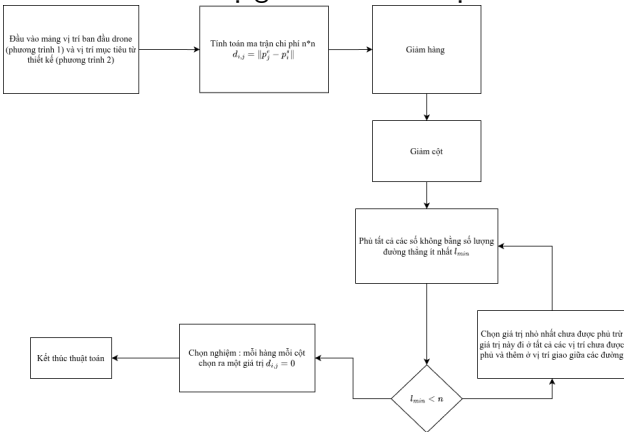 Đầu vào mảng vị trí ban đầu drone
(phương trình 1) và vị trí mục tiêu từ
thiết kế (phương trình 2)
Tính toán ma trận chi phí n*n
$d_{i,j} = \|p_j^e - p_i^s\|$
Giảm hàng
Giảm cột
Phủ tất cả các số không bằng số lượng
đường thẳng ít nhất $l_{min}$
Chọn giá trị nhỏ nhất chưa được phủ trừ
giá trị này đi ở tất cả các vị trí chưa được
phủ và thêm ở vị trí giao giữa các đường
Chọn nghiệm : mỗi hàng mỗi cột
chọn ra một giá trị $d_{i,j} = 0$
Kết thúc thuật toán
$l_{min} < n$